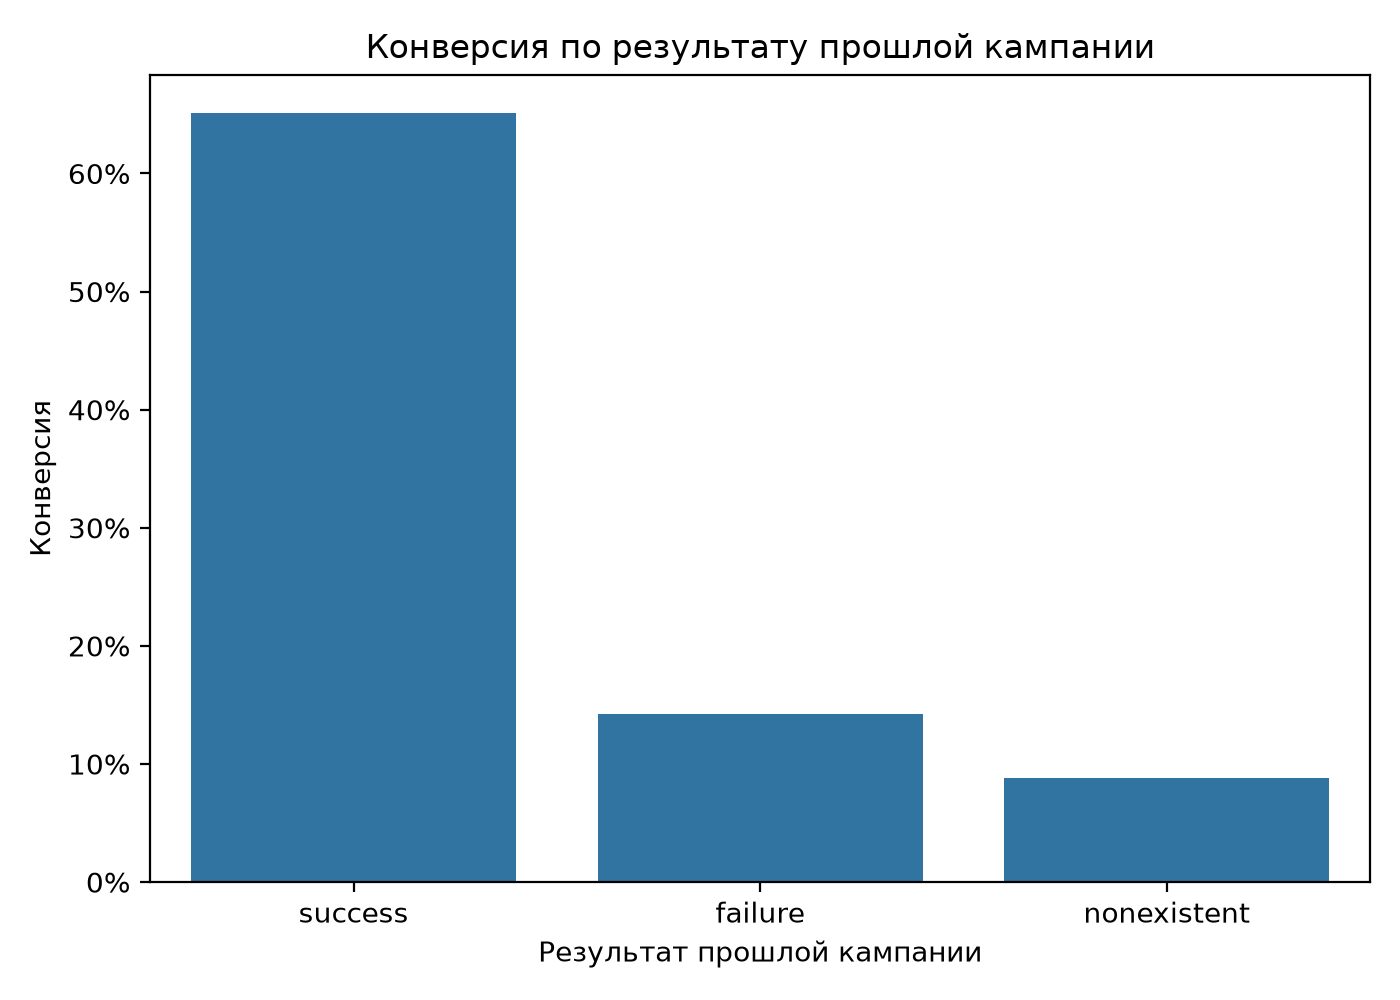 Конверсия по результату прошлой кампании
60%
50%
40%
30%
20%
10%
0%
Конверсия
success
failure
nonexistent
Результат прошлой кампании